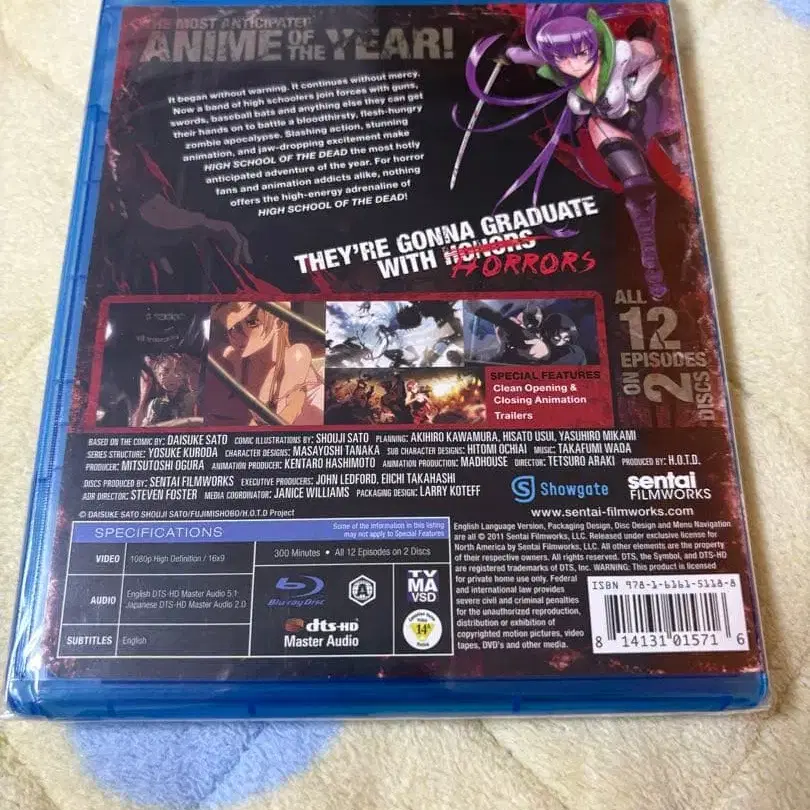 THE MOST ANTICIPATED
ANIME OF THE YEAR!
It began without warning. It continues without mercy.
Now a band of high schoolers join forces with guns,
swords, baseball bats and anything else they can get
their hands on to battle a bloodthirsty, flesh-hungry
zombie apocalypse. Slashing action, stunning
animation, and jaw-dropping excitement make
HIGH SCHOOL OF THE DEAD the most hotly
anticipated adventure of the year. For horror
fans and animation addicts alike, nothing
offers the high-energy adrenaline of
HIGH SCHOOL OF THE DEAD!
THEY'RE GONNA GRADUATE
WITH HONORS
HORRORS
ALL
12
EPISODES
ON 2 DISCS
SPECIAL FEATURES
Clean Opening &
Closing Animation
Trailers
BASED ON THE COMIC BY: DAISUKE SATO COMIC ILLUSTRATIONS BY: SHOUJI SATO PLANNING: AKIHIRO KAWAMURA, HISATO USUI, YASUHIRO MIKAMI
SERIES STRUCTURE: YOSUKE KURODA CHARACTER DESIGNS: MASAYOSHI TANAKA SUB CHARACTER DESIGNS: HITOMI OCHIAI MUSIC: TAKAFUMI WADA
PRODUCER: MITSUTOSHI OGURA ANIMATION PRODUCER: KENTARO HASHIMOTO ANIMATION PRODUCTION: MADHOUSE DIRECTOR: TETSURO ARAKI PRODUCED BY: H.O.T.D.
DISCS PRODUCED BY: SENTAI FILMWORKS EXECUTIVE PRODUCERS: JOHN LEDFORD, EIICHI TAKAHASHI
ADR DIRECTOR: STEVEN FOSTER MEDIA COORDINATOR: JANICE WILLIAMS PACKAGING DESIGN: LARRY KOTEFF
Showgate
sentai
FILMWORKS
www.sentai-filmworks.com
© DAISUKE SATO SHOUJI SATO/FUJIMISHOBO/H.O.T.D Project
SPECIFICATIONS
Some of the information in this listing
may not apply to Special Features
VIDEO
1080p High Definition / 16x9
AUDIO
English DTS-HD Master Audio 5.1
Japanese DTS-HD Master Audio 2.0
SUBTITLES
English
300 Minutes • All 12 Episodes on 2 Discs
Blu-ray Disc
A
dts-HD
Master Audio
TV
MA
VSD
14
English Language Version, Packaging Design, Disc Design and Menu Navigation
are all © 2011 Sentai Filmworks, LLC. Released under exclusive license for
North America by Sentai Filmworks, LLC. All other elements are the property
of their respective owners. All rights reserved. DTS, the Symbol, and DTS-HD
are registered trademarks of DTS, Inc. WARNING: This product is licensed
for private home use only. Federal
and international law provides
severe civil and criminal penalties
for the unauthorized reproduction,
distribution or exhibition of
copyrighted motion pictures, video
tapes, DVD's and other media.
ISBN 978-1-6161-5118-8
8 14131 01571 6